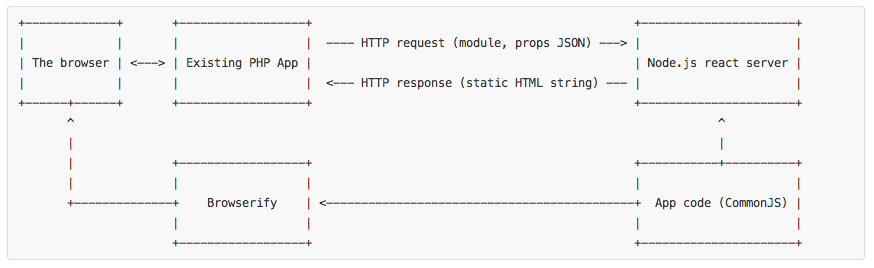 ---- HTTP request (module, props JSON) --->
The browser <---> Existing PHP App Node.js react server
<--- HTTP response (static HTML string) ---
Browserify <--- App code (CommonJS)